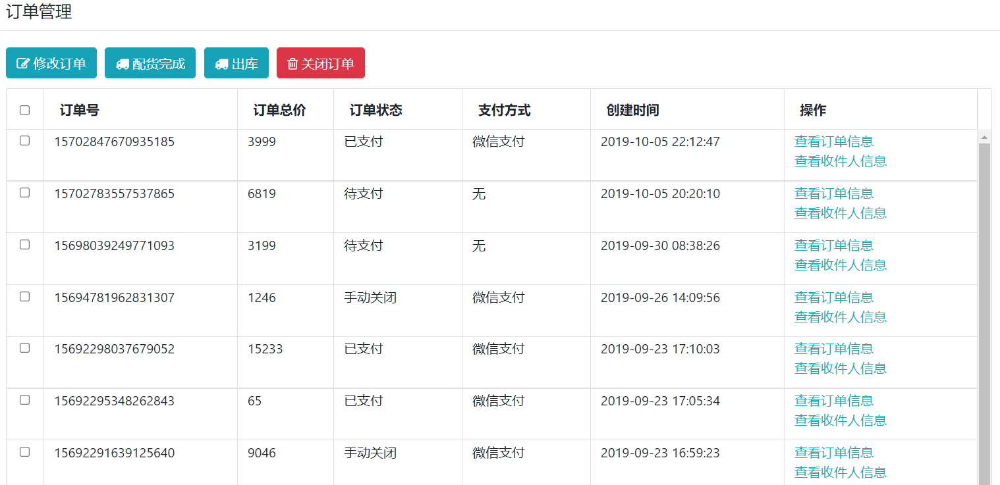 订单管理
修改订单 配货完成 出库 关闭订单
订单号 订单总价 订单状态 支付方式 创建时间 操作
15702847670935185 3999 已支付 微信支付 2019-10-05 22:12:47 查看订单信息
查看收件人信息
15702783557537865 6819 待支付 无 2019-10-05 20:20:10 查看订单信息
查看收件人信息
15698039249771093 3199 待支付 无 2019-09-30 08:38:26 查看订单信息
查看收件人信息
15694781962831307 1246 手动关闭 微信支付 2019-09-26 14:09:56 查看订单信息
查看收件人信息
15692298037679052 15233 已支付 微信支付 2019-09-23 17:10:03 查看订单信息
查看收件人信息
15692295348262843 65 已支付 微信支付 2019-09-23 17:05:34 查看订单信息
查看收件人信息
15692291639125640 9046 手动关闭 微信支付 2019-09-23 16:59:23 查看订单信息
查看收件人信息